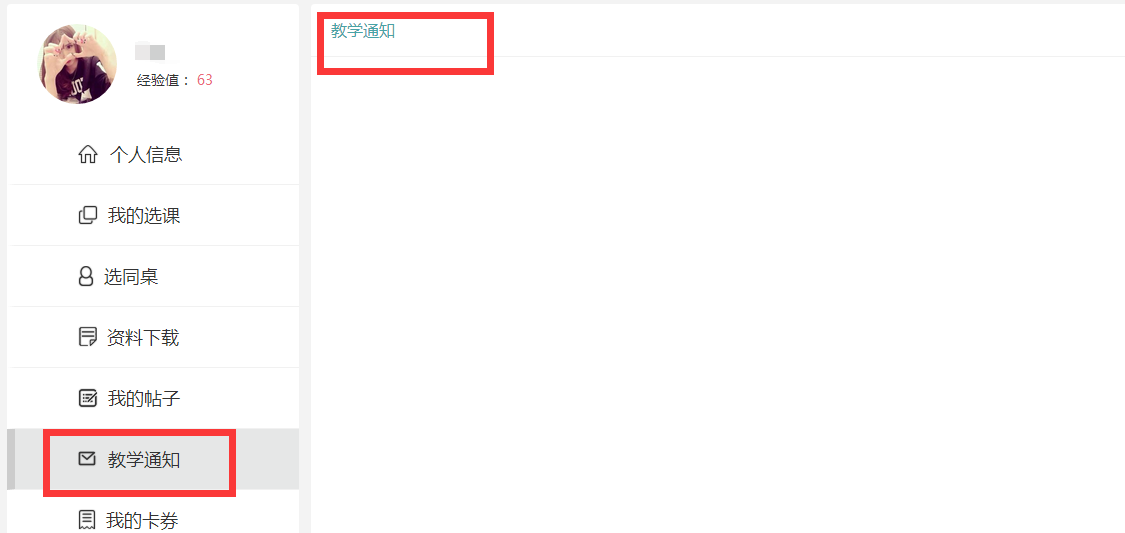 经验值： 63
个人信息
我的选课
选同桌
资料下载
我的帖子
教学通知
我的卡券
教学通知